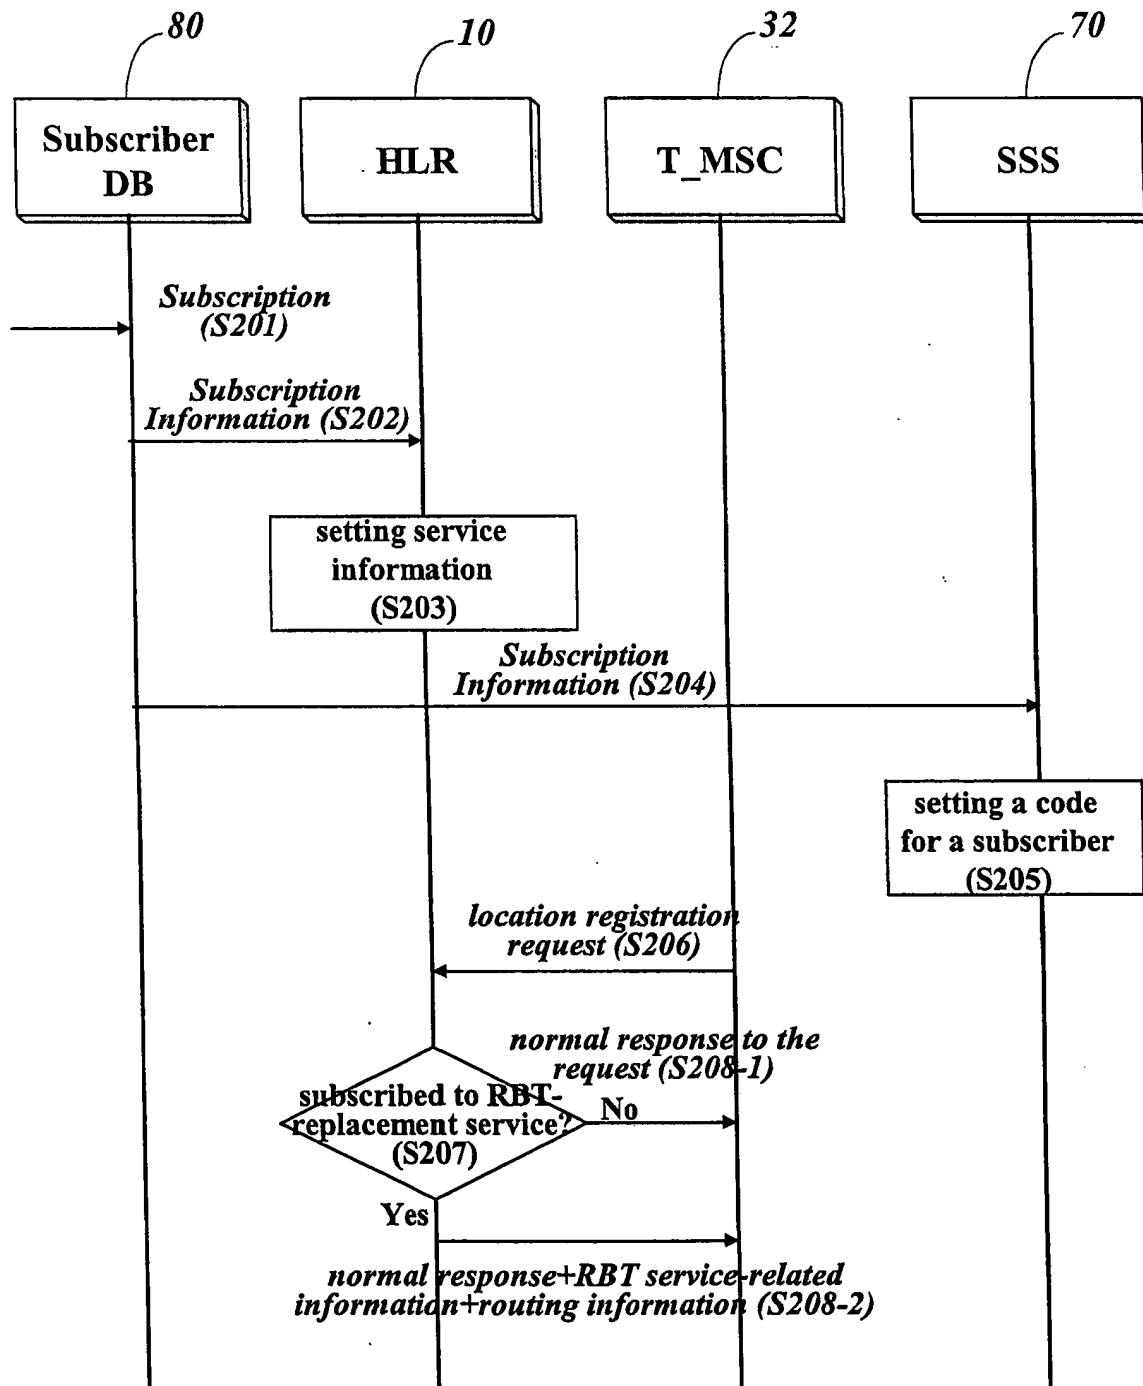 80
10
32
70
Subscriber
DB
HLR
T_MSC
SSS
Subscription
(S201)
Subscription
Information (S202)
setting service
information
(S203)
Subscription
Information (S204)
setting a code
for a subscriber
(S205)
location registration
request (S206)
normal response to the
request (S208-1)
subscribed to RBT-
replacement service?
(S207)
No
Yes
normal response+RBT service-related
information+routing information (S208-2)